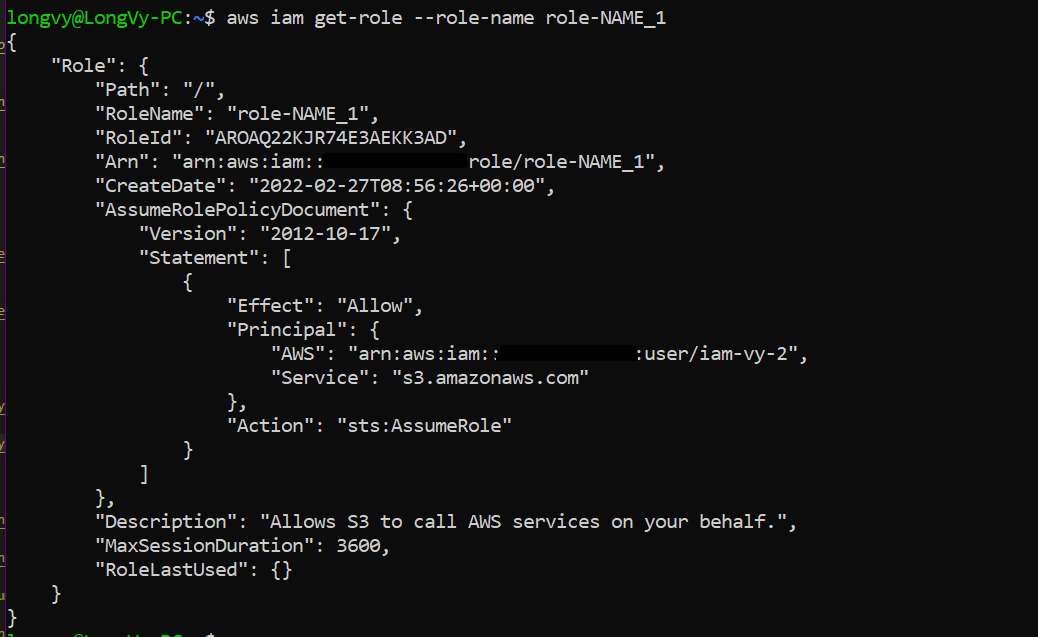 longvy@LongVy-PC:~$ aws iam get-role --role-name role-NAME_1
{
    "Role": {
        "Path": "/",
        "RoleName": "role-NAME_1",
        "RoleId": "AROAQ22KJR74E3AEKK3AD",
        "Arn": "arn:aws:iam:: role/role-NAME_1",
        "CreateDate": "2022-02-27T08:56:26+00:00",
        "AssumeRolePolicyDocument": {
            "Version": "2012-10-17",
            "Statement": [
                {
                    "Effect": "Allow",
                    "Principal": {
                        "AWS": "arn:aws:iam:: :user/iam-vy-2",
                        "Service": "s3.amazonaws.com"
                    },
                    "Action": "sts:AssumeRole"
                }
            ]
        },
        "Description": "Allows S3 to call AWS services on your behalf.",
        "MaxSessionDuration": 3600,
        "RoleLastUsed": {}
    }
}